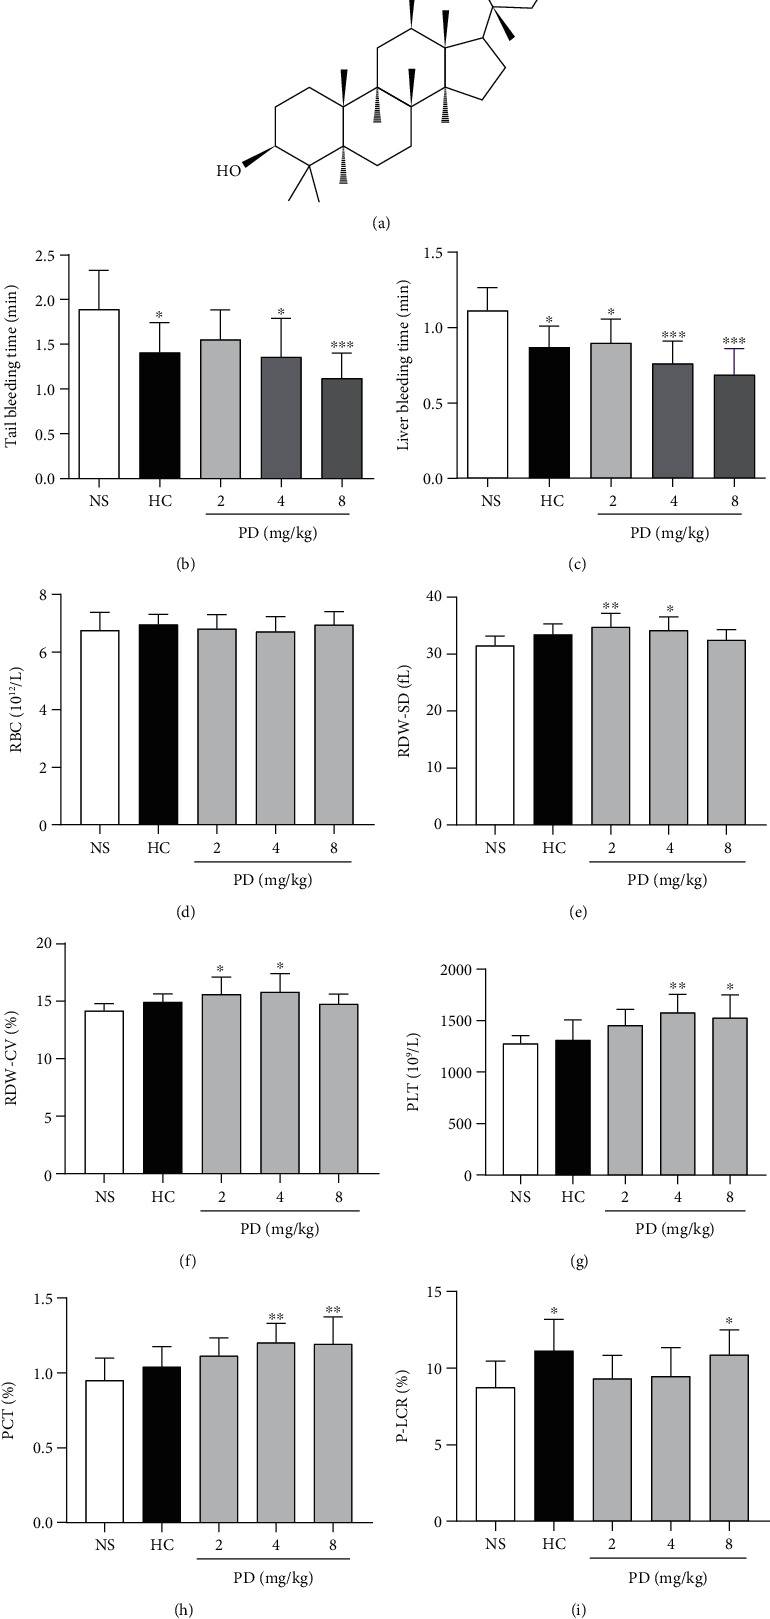 HO
(a)
Tail bleeding time (min)
2.5
2.0
1.5
1.0
0.5
0.0
*
*
***
NS HC 2 4 8
PD (mg/kg)
(b)
Liver bleeding time (min)
1.5
1.0
0.5
0.0
*
*
***
***
NS HC 2 4 8
PD (mg/kg)
(c)
RBC (10¹²/L)
8
6
4
2
0
NS HC 2 4 8
PD (mg/kg)
(d)
RDW-SD (fL)
40
30
20
10
0
**
*
NS HC 2 4 8
PD (mg/kg)
(e)
RDW-CV (%)
20
15
10
5
0
*
*
NS HC 2 4 8
PD (mg/kg)
(f)
PLT (10⁹/L)
2000
1500
1000
500
0
**
*
NS HC 2 4 8
PD (mg/kg)
(g)
PCT (%)
1.5
1.0
0.5
0.0
**
**
NS HC 2 4 8
PD (mg/kg)
(h)
P-LCR (%)
15
10
5
0
*
*
NS HC 2 4 8
PD (mg/kg)
(i)